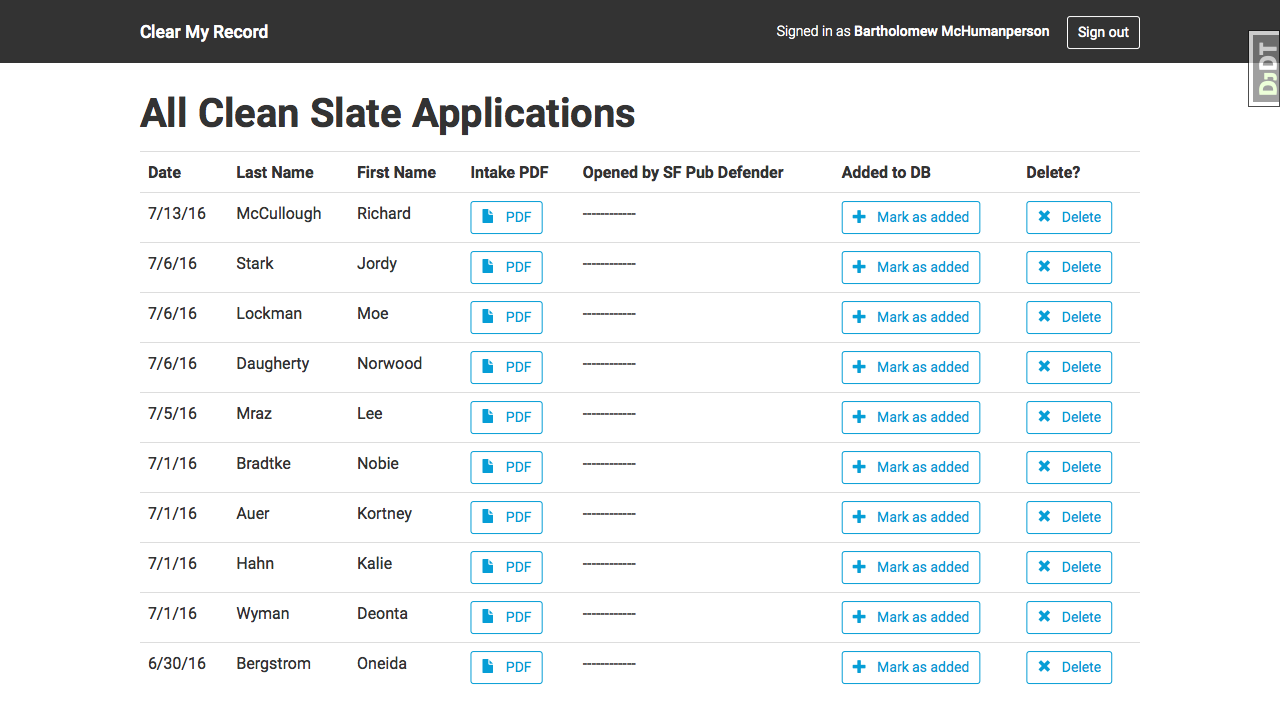 Clear My Record Signed in as Bartholomew McHumanperson Sign out
DjDT
All Clean Slate Applications
Date Last Name First Name Intake PDF Opened by SF Pub Defender Added to DB Delete?
7/13/16 McCullough Richard PDF ------------ Mark as added Delete
7/6/16 Stark Jordy PDF ------------ Mark as added Delete
7/6/16 Lockman Moe PDF ------------ Mark as added Delete
7/6/16 Daugherty Norwood PDF ------------ Mark as added Delete
7/5/16 Mraz Lee PDF ------------ Mark as added Delete
7/1/16 Bradtke Nobie PDF ------------ Mark as added Delete
7/1/16 Auer Kortney PDF ------------ Mark as added Delete
7/1/16 Hahn Kalie PDF ------------ Mark as added Delete
7/1/16 Wyman Deonta PDF ------------ Mark as added Delete
6/30/16 Bergstrom Oneida PDF ------------ Mark as added Delete